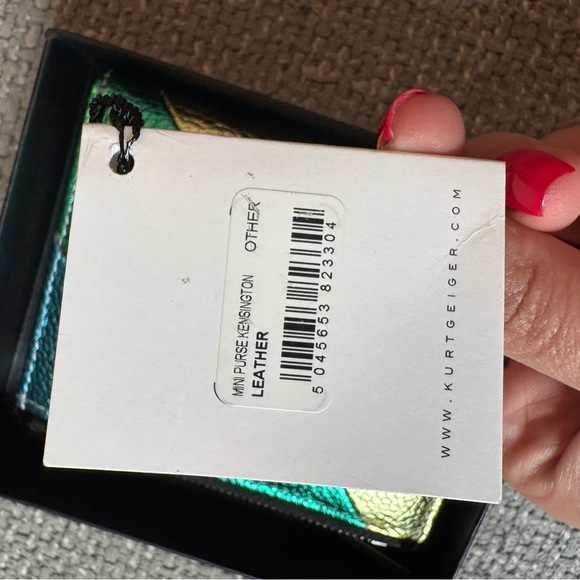 MINI PURSE KENSINGTON OTHER
LEATHER
5 045653 823304
WWW.KURTGEIGER.COM